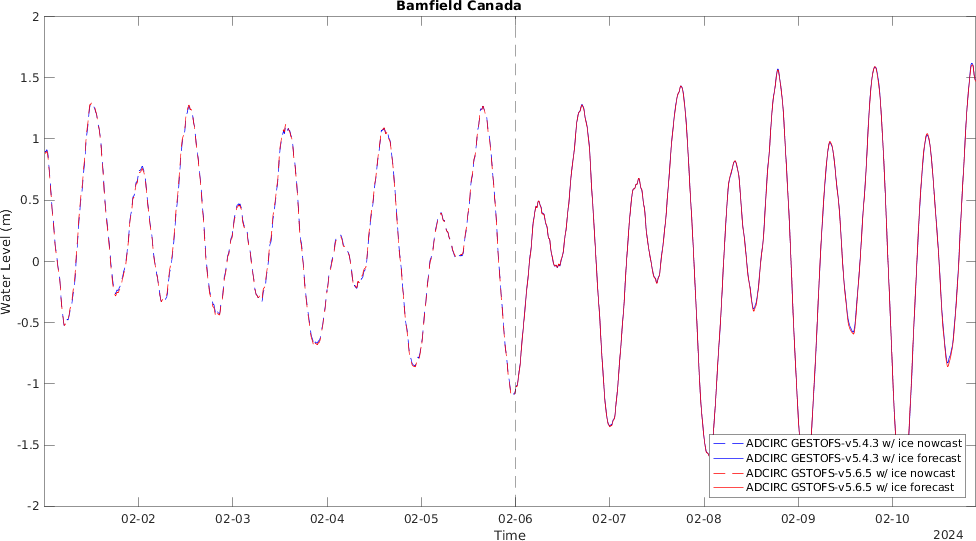 Bamfield Canada
2
1.5
1
0.5
0
-0.5
-1
-1.5
-2
Water Level (m)
ADCIRC GESTOFS-v5.4.3 w/ ice nowcast
ADCIRC GESTOFS-v5.4.3 w/ ice forecast
ADCIRC GSTOFS-v5.6.5 w/ ice nowcast
ADCIRC GSTOFS-v5.6.5 w/ ice forecast
02-02 02-03 02-04 02-05 02-06 02-07 02-08 02-09 02-10
Time
2024